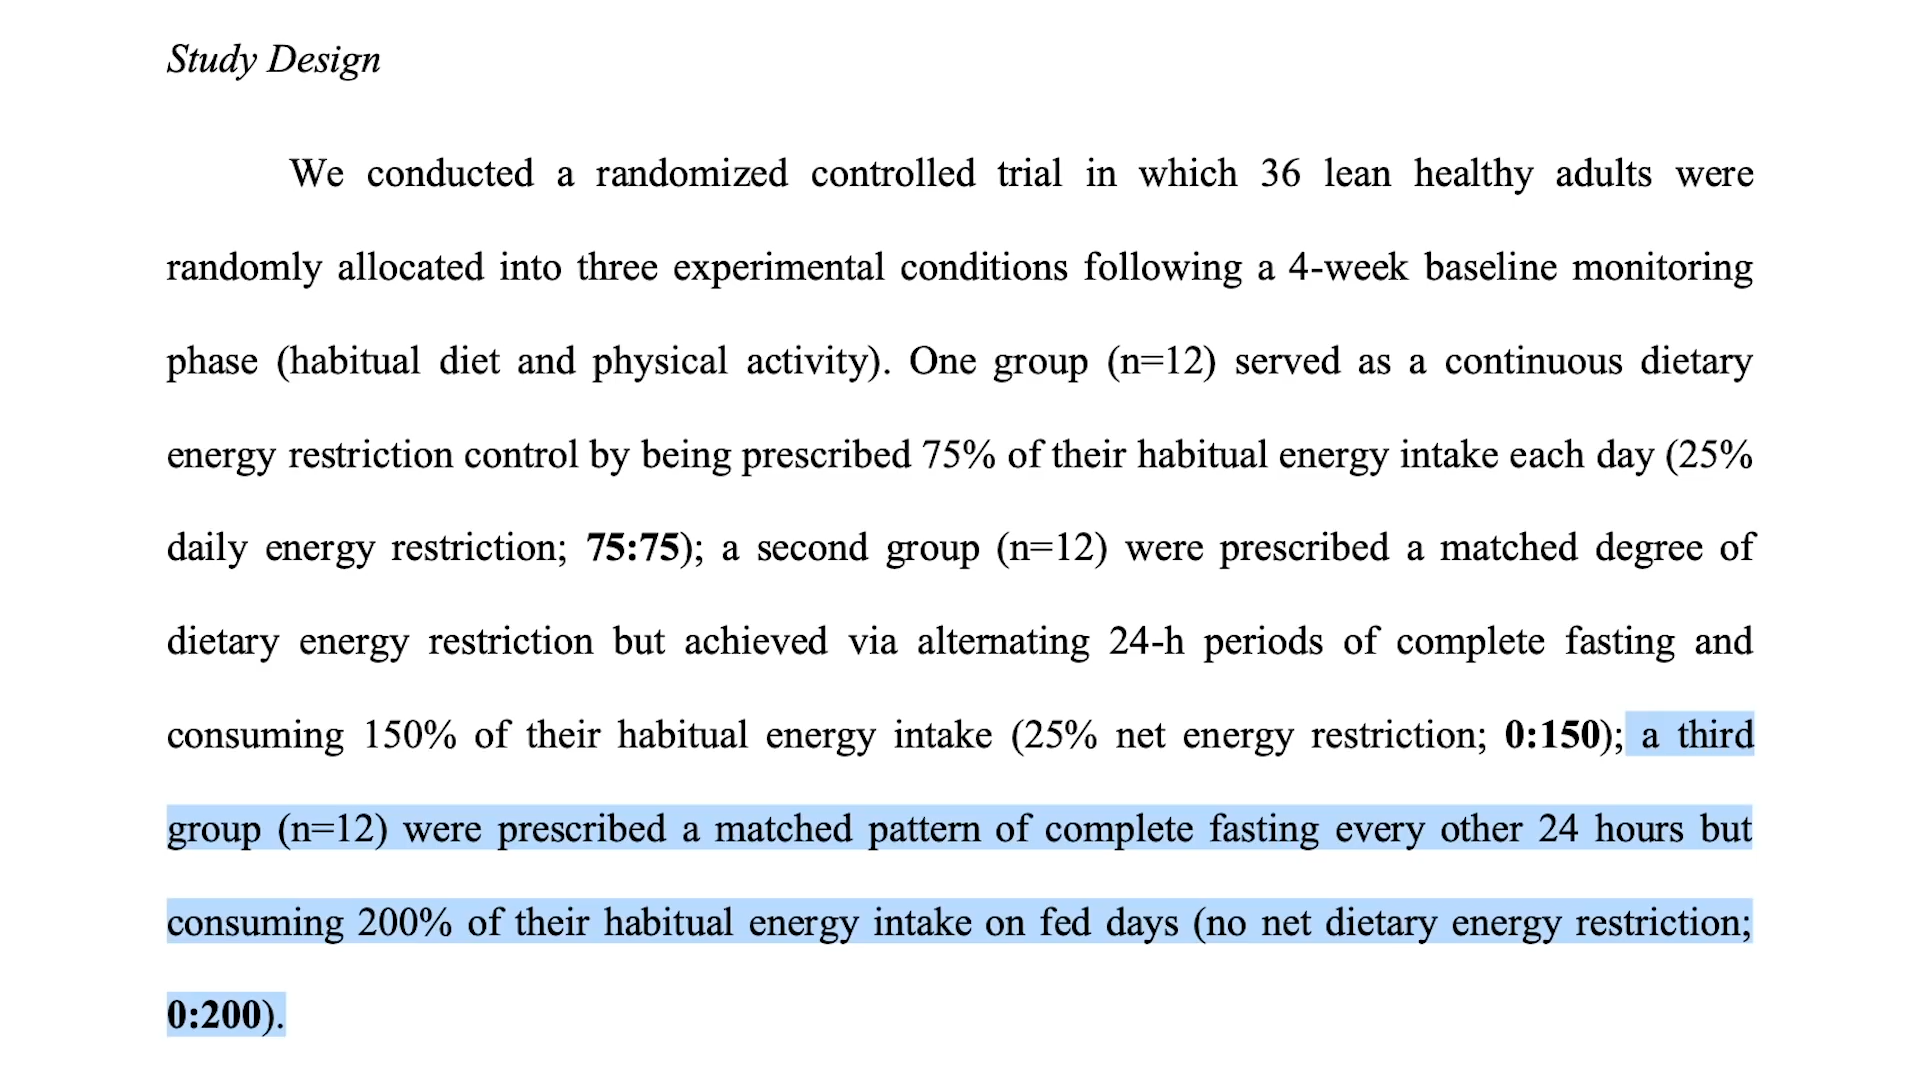 Study Design
We conducted a randomized controlled trial in which 36 lean healthy adults were
randomly allocated into three experimental conditions following a 4-week baseline monitoring
phase (habitual diet and physical activity). One group (n=12) served as a continuous dietary
energy restriction control by being prescribed 75% of their habitual energy intake each day (25%
daily energy restriction; 75:75); a second group (n=12) were prescribed a matched degree of
dietary energy restriction but achieved via alternating 24-h periods of complete fasting and
consuming 150% of their habitual energy intake (25% net energy restriction; 0:150); a third
group (n=12) were prescribed a matched pattern of complete fasting every other 24 hours but
consuming 200% of their habitual energy intake on fed days (no net dietary energy restriction;
0:200).